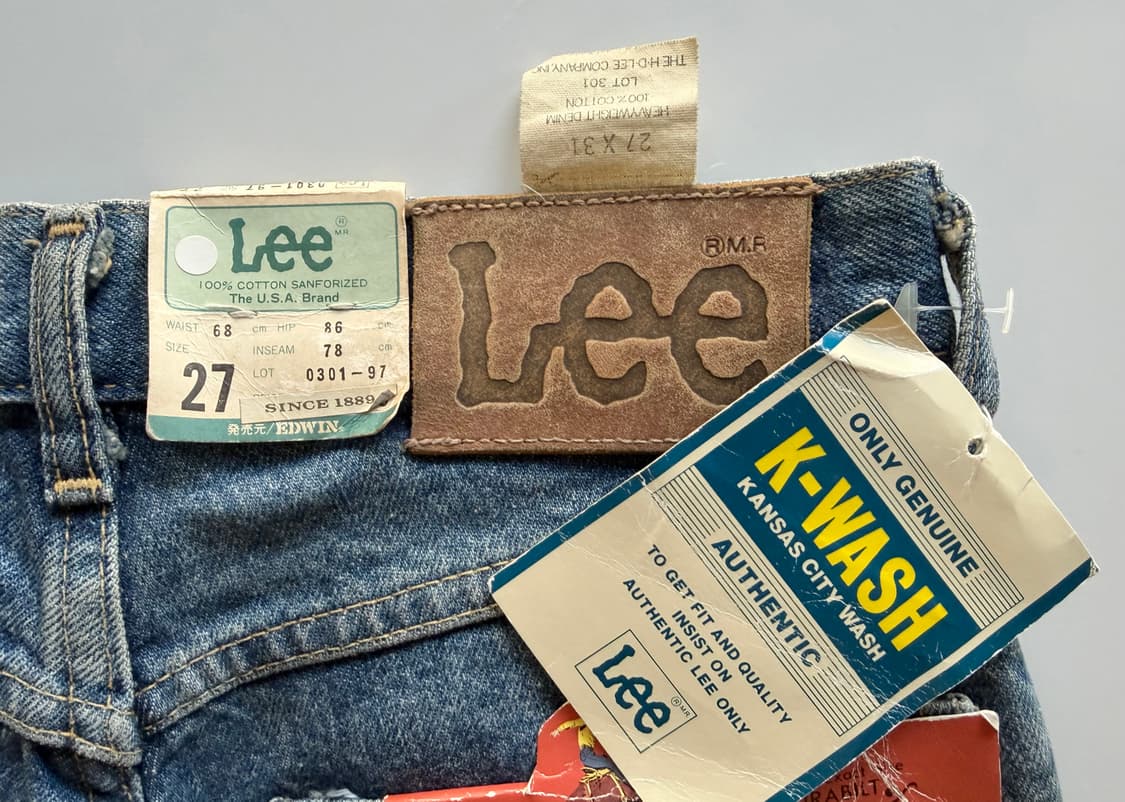 THE H·D·LEE COMPANY, INC
LOT 301
100% COTTON
HEAVYWEIGHT DENIM
27 X 31
0301-97
Lee
® M.R
100% COTTON SANFORIZED
The U.S.A. Brand
WAIST 68 cm HIP 86 cm
SIZE 27 INSEAM 78 cm
LOT 0301-97
SINCE 1889
発売元/EDWIN.
Lee
® M.R
ONLY GENUINE
K-WASH
KANSAS CITY WASH
AUTHENTIC
TO GET FIT AND QUALITY
INSIST ON
AUTHENTIC LEE ONLY
Lee
® M.R
the